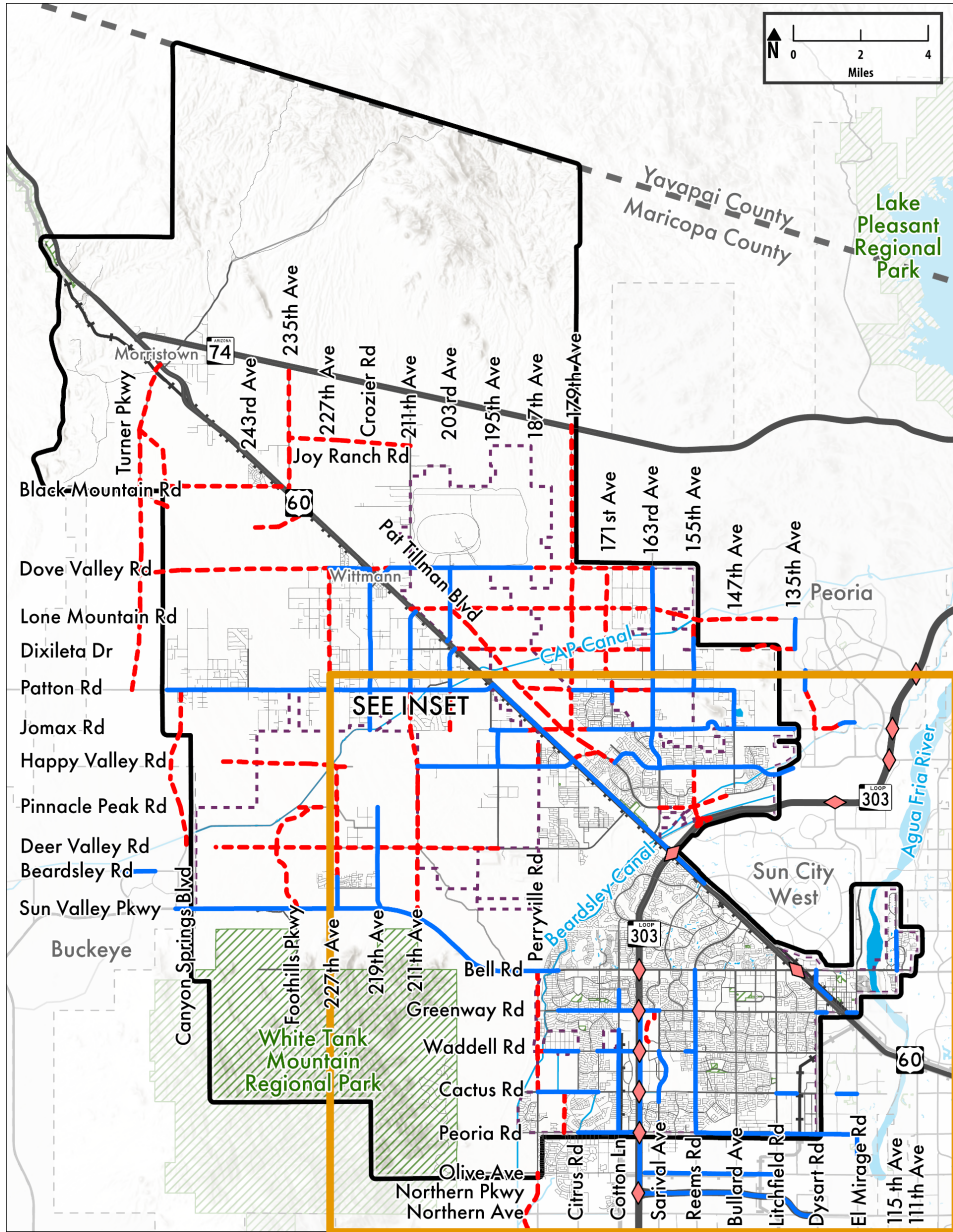 N
0
2
4
Miles
Yavapai County
Maricopa County
Lake
Pleasant
Regional
Park
235th Ave
ARIZONA
74
Morristown
Turner Pkwy
243rd Ave
227th Ave
Crozier Rd
211th Ave
203rd Ave
195th Ave
187th Ave
179th Ave
Joy Ranch Rd
Black Mountain Rd
60
171st Ave
163rd Ave
155th Ave
147th Ave
135th Ave
Pat Tillman Blvd
Dove Valley Rd
Wittmann
Peoria
Lone Mountain Rd
Dixileta Dr
CAP Canal
Patton Rd
SEE INSET
Jomax Rd
Happy Valley Rd
Pinnacle Peak Rd
LOOP
303
Agua Fria River
Deer Valley Rd
Beardsley Rd
Sun City
West
Beardsley Canal
Perryville Rd
Sun Valley Pkwy
Buckeye
Canyon Springs Blvd
Foothills Pkwy
227th Ave
219th Ave
211th Ave
LOOP
303
Bell Rd
Greenway Rd
White Tank
Mountain
Regional Park
Waddell Rd
60
Cactus Rd
Peoria Rd
Olive Ave
Northern Pkwy
Northern Ave
Citrus Rd
Cotton Ln
Sarival Ave
Reems Rd
Bullard Ave
Litchfield Rd
Dysart Rd
El Mirage Rd
115 th Ave
111th Ave